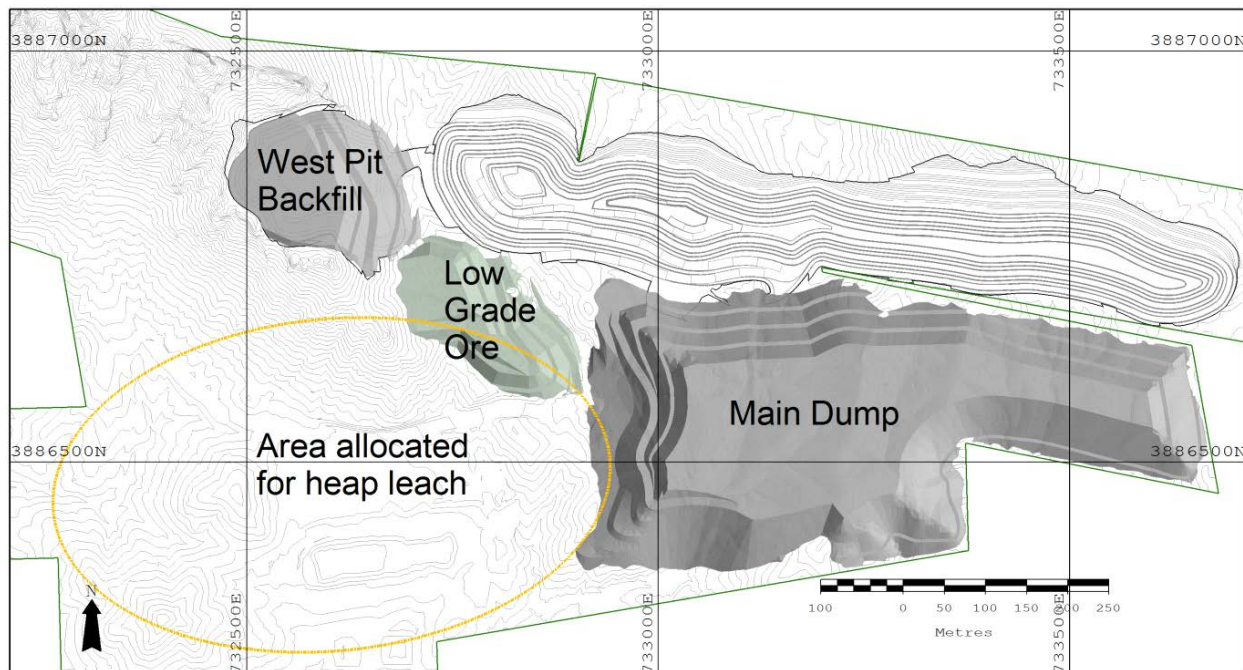 732500E
733000E
733500E
3887000N
3887000N
West Pit
Backfill
Low
Grade
Ore
Main Dump
Area allocated
for heap leach
3886500N
3886500N
N
100 0 50 100 150 200 250
Metres
732500E
733000E
733500E